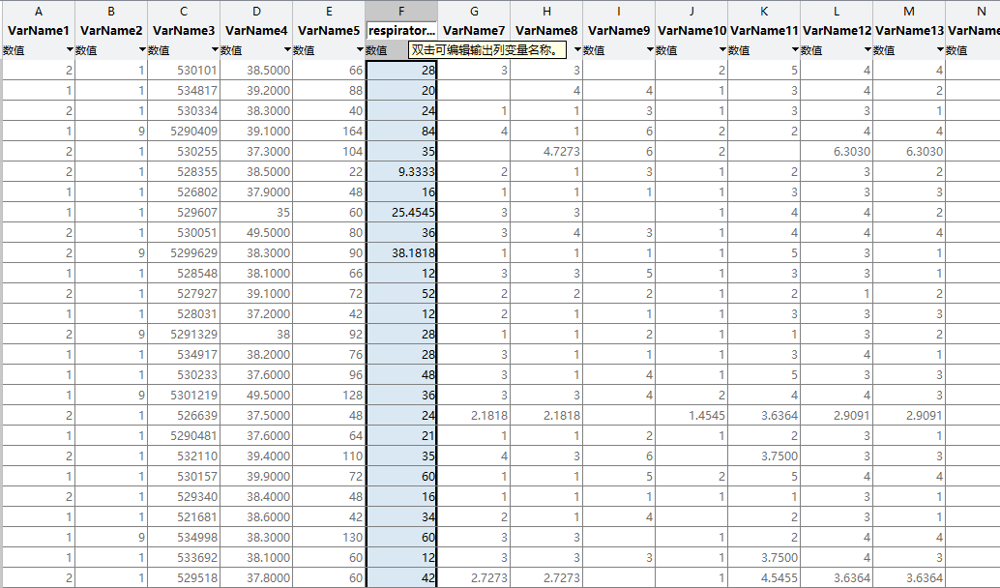 A B C D E F G H I J K L M N
VarName1 VarName2 VarName3 VarName4 VarName5 respirator... VarName7 VarName8 VarName9 VarName10 VarName11 VarName12 VarName13 VarName
数值 数值 数值 数值 数值 数值 双击可编辑输出列变量名称。 数值 数值 数值 数值 数值 数值
2 1 530101 38.5000 66 28 3 3 2 5 4 4
1 1 534817 39.2000 88 20 4 4 1 3 4 2
2 1 530334 38.3000 40 24 1 1 3 1 3 3 1
1 9 5290409 39.1000 164 84 4 1 6 2 2 4 4
2 1 530255 37.3000 104 35 4.7273 6 2 6.3030 6.3030
2 1 528355 38.5000 22 9.3333 2 1 3 1 2 3 2
1 1 526802 37.9000 48 16 1 1 1 1 3 3 3
1 1 529607 35 60 25.4545 3 3 1 4 4 2
2 1 530051 49.5000 80 36 3 4 3 1 4 4 4
2 9 5299629 38.3000 90 38.1818 1 1 1 1 5 3 1
1 1 528548 38.1000 66 12 3 3 5 1 3 3 1
2 1 527927 39.1000 72 52 2 2 2 1 2 1 2
1 1 528031 37.2000 42 12 2 1 1 1 3 3 3
2 9 5291329 38 92 28 1 1 2 1 1 3 2
1 1 534917 38.2000 76 28 3 1 1 1 3 4 1
1 1 530233 37.6000 96 48 3 1 4 1 5 3 3
1 9 5301219 49.5000 128 36 3 3 4 2 4 4 3
2 1 526639 37.5000 48 24 2.1818 2.1818 1.4545 3.6364 2.9091 2.9091
1 1 5290481 37.6000 64 21 1 1 2 1 2 3 1
2 1 532110 39.4000 110 35 4 3 6 3.7500 3 3
1 1 530157 39.9000 72 60 1 1 5 2 5 4 4
2 1 529340 38.4000 48 16 1 1 1 1 1 3 1
1 1 521681 38.6000 42 34 2 1 4 2 3 1
1 9 534998 38.3000 130 60 3 3 1 2 4 4
1 1 533692 38.1000 60 12 3 3 3 1 3.7500 4 3
2 1 529518 37.8000 60 42 2.7273 2.7273 1 4.5455 3.6364 3.6364